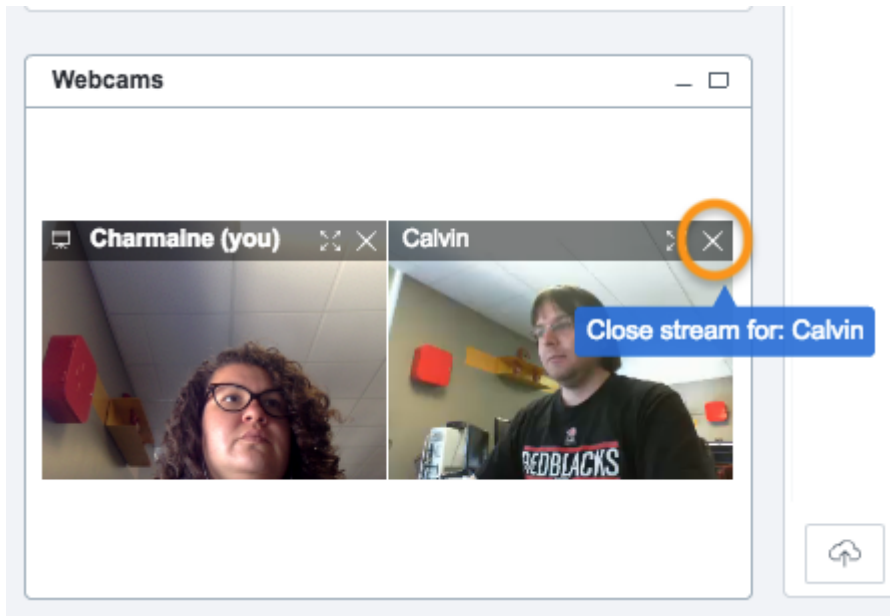 Webcams
Charmaine (you)
Calvin
Close stream for: Calvin
REDBLACKS